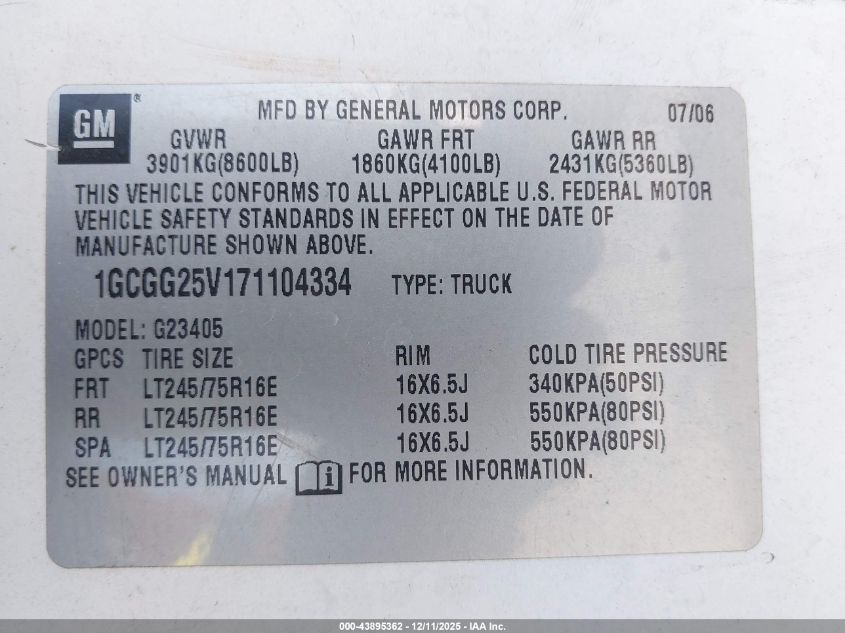 GM ®
MFD BY GENERAL MOTORS CORP. 07/06
GVWR GAWR FRT GAWR RR
3901KG(8600LB) 1860KG(4100LB) 2431KG(5360LB)
THIS VEHICLE CONFORMS TO ALL APPLICABLE U.S. FEDERAL MOTOR
VEHICLE SAFETY STANDARDS IN EFFECT ON THE DATE OF
MANUFACTURE SHOWN ABOVE.
1GCGG25V171104334 TYPE: TRUCK
MODEL: G23405
GPCS TIRE SIZE RIM COLD TIRE PRESSURE
FRT LT245/75R16E 16X6.5J 340KPA(50PSI)
RR LT245/75R16E 16X6.5J 550KPA(80PSI)
SPA LT245/75R16E 16X6.5J 550KPA(80PSI)
SEE OWNER'S MANUAL i FOR MORE INFORMATION.
000-43895362 - 12/11/2025 - IAA Inc.